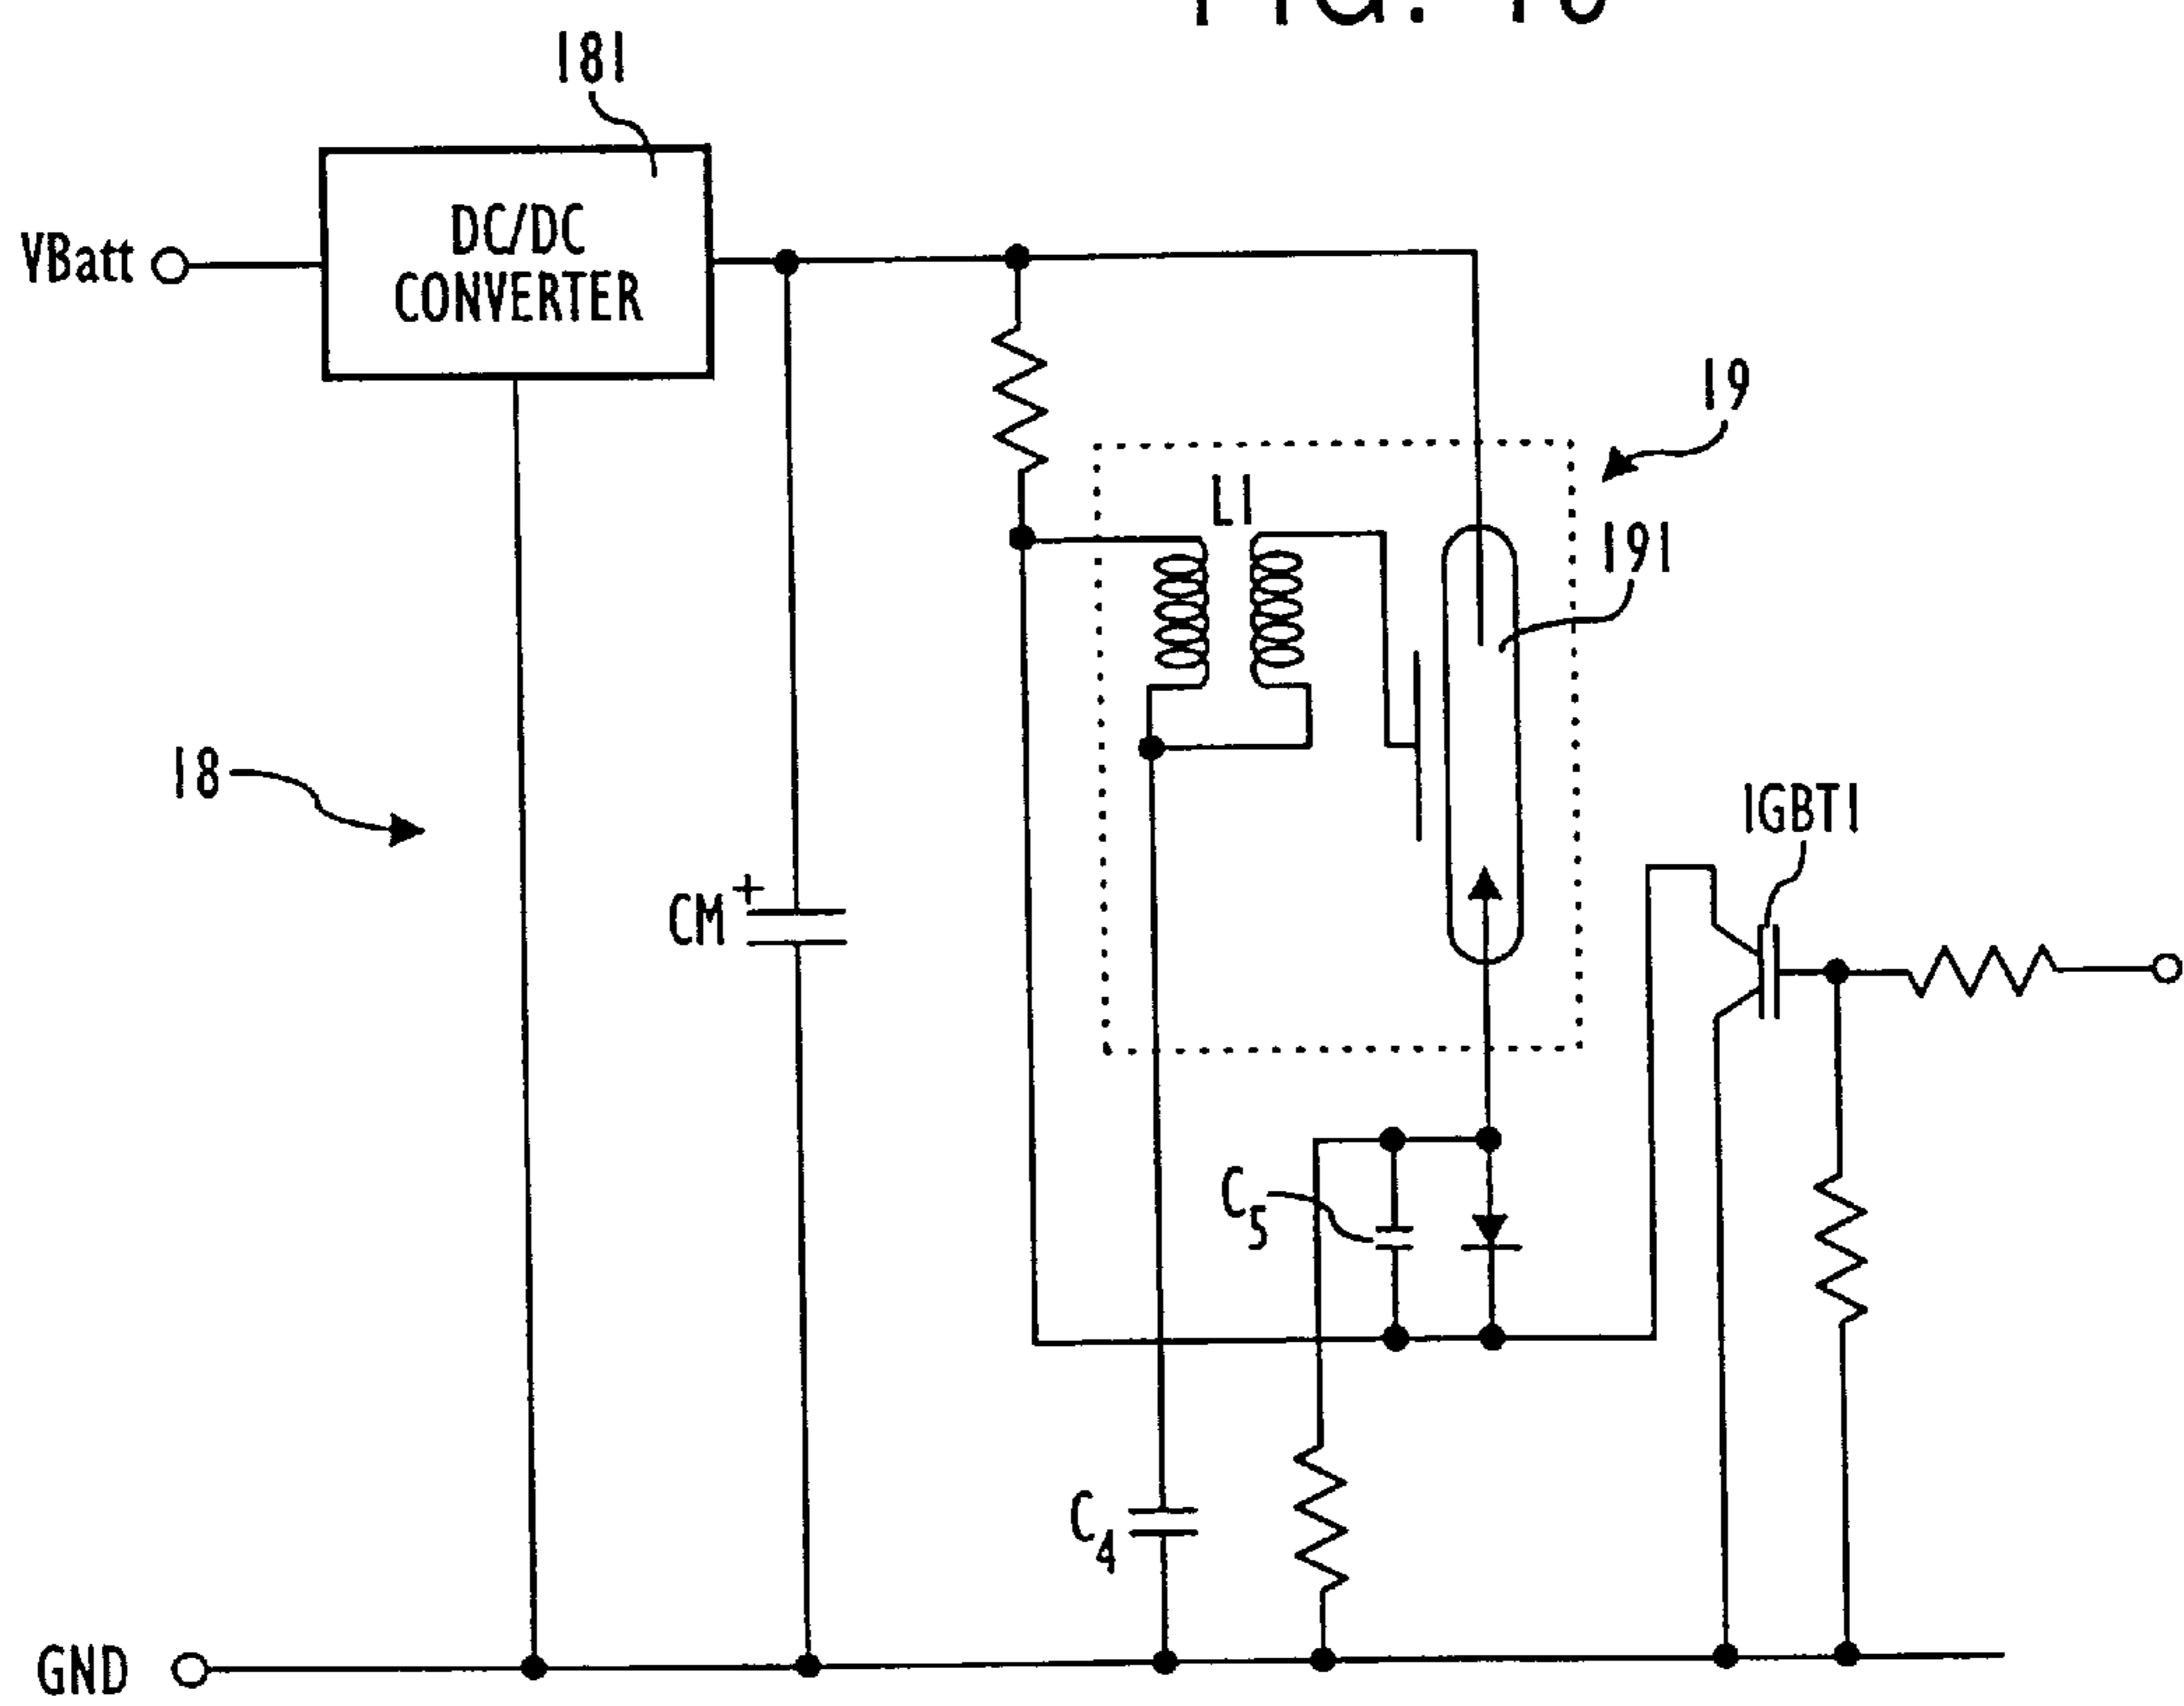 181
VBatt
DC/DC
CONVERTER
19
L1
191
18
IGBT1
CM
+
C5
C4
GND